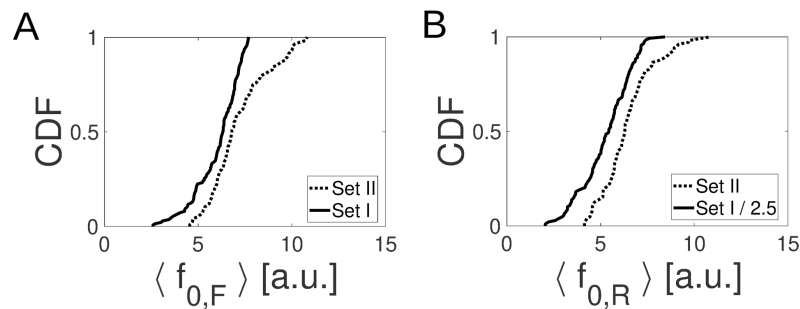 A
CDF
1
0.5
0
0 5 10 15
Set II
Set I
⟨ f0,F ⟩ [a.u.]
B
CDF
1
0.5
0
0 5 10 15
Set II
Set I / 2.5
⟨ f0,R ⟩ [a.u.]